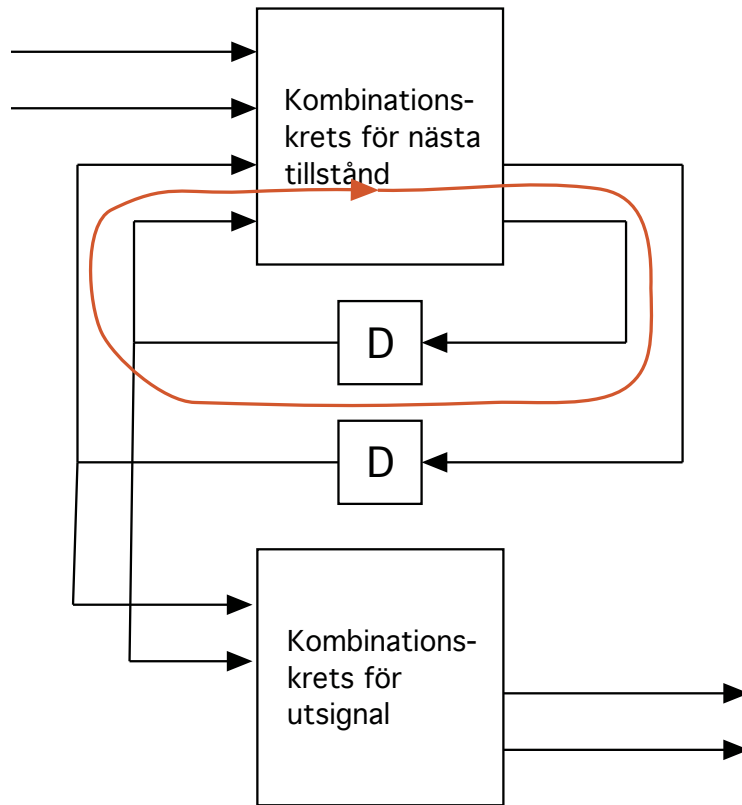 Kombinations-
krets för nästa
tillstånd
D
D
Kombinations-
krets för
utsignal